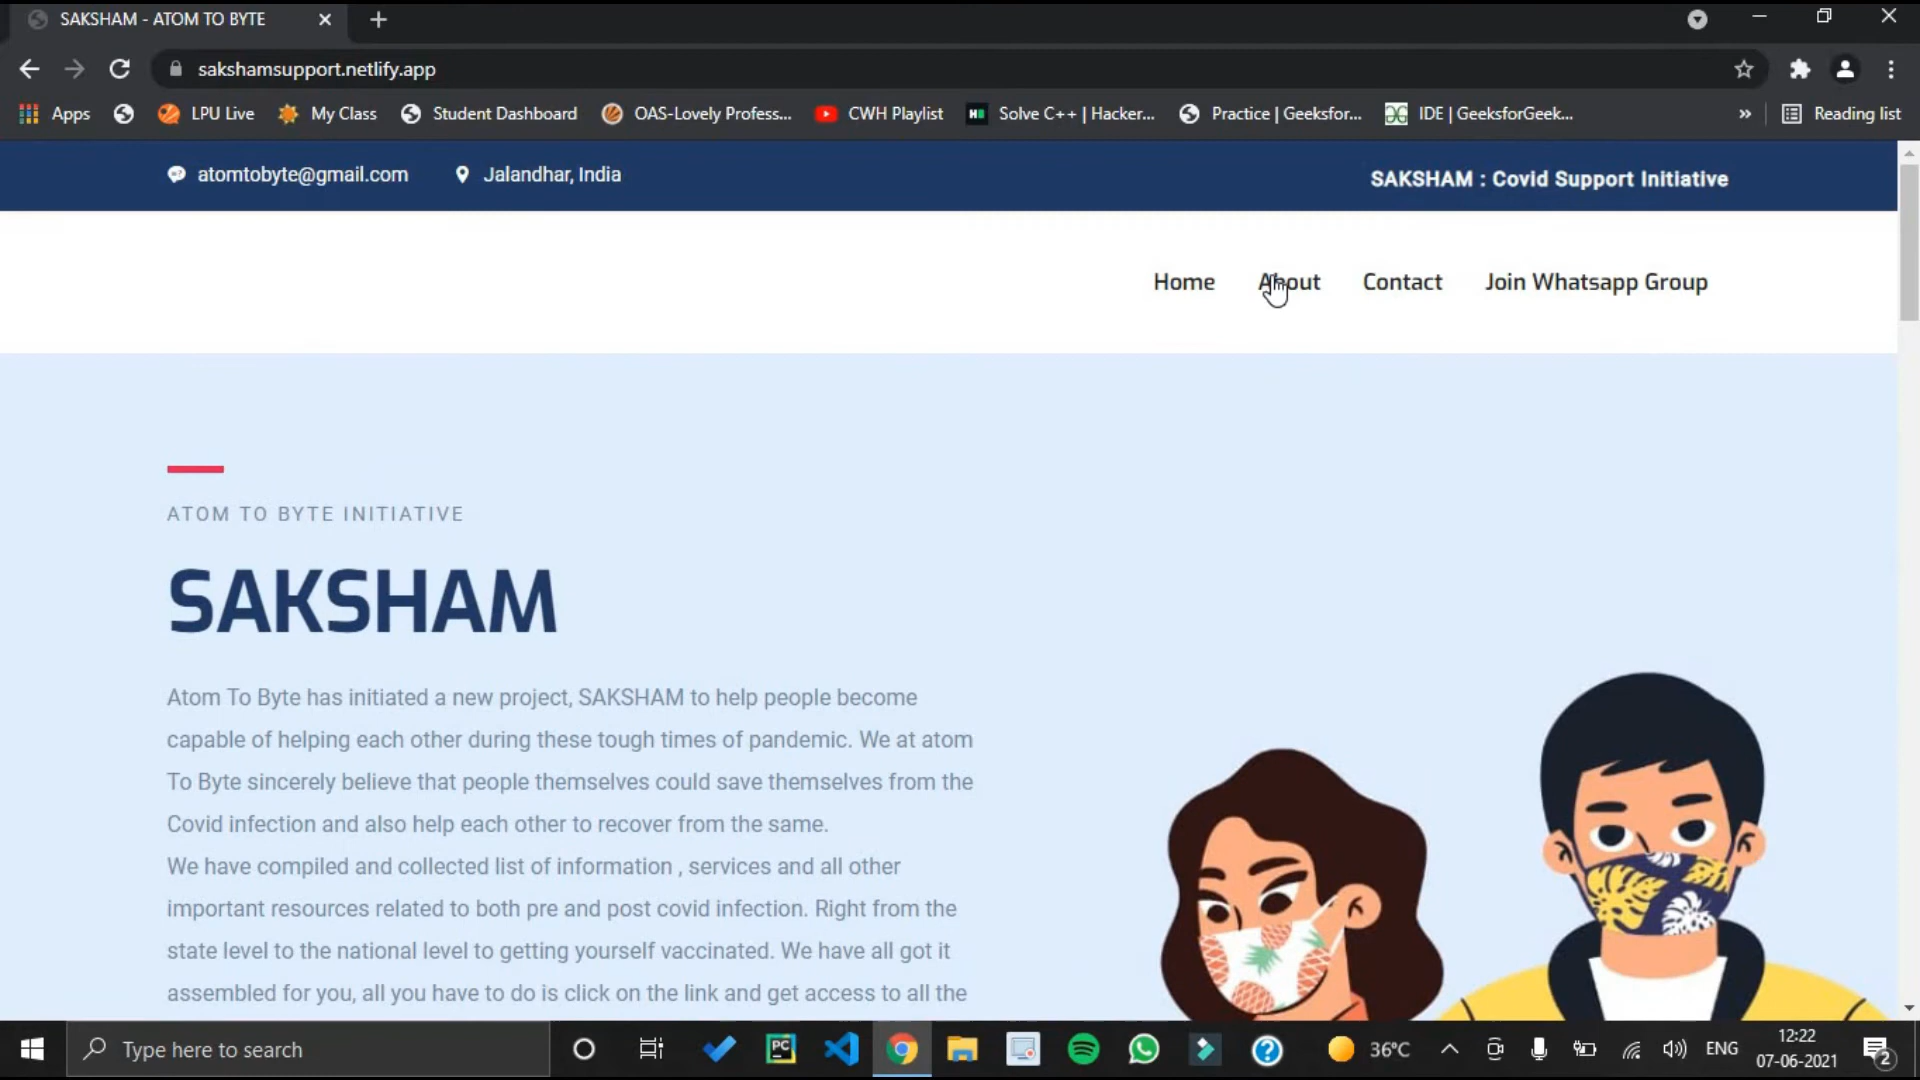 SAKSHAM - ATOM TO BYTE
sakshamsupport.netlify.app
Apps LPU Live My Class Student Dashboard OAS-Lovely Profess... CWH Playlist Solve C++ | Hacker... Practice | Geeksfor... IDE | GeeksforGeek... » Reading list
atomtobyte@gmail.com Jalandhar, India SAKSHAM : Covid Support Initiative
Home About Contact Join Whatsapp Group
ATOM TO BYTE INITIATIVE
SAKSHAM
Atom To Byte has initiated a new project, SAKSHAM to help people become
capable of helping each other during these tough times of pandemic. We at atom
To Byte sincerely believe that people themselves could save themselves from the
Covid infection and also help each other to recover from the same.
We have compiled and collected list of information , services and all other
important resources related to both pre and post covid infection. Right from the
state level to the national level to getting yourself vaccinated. We have all got it
assembled for you, all you have to do is click on the link and get access to all the
Type here to search PC 36°C ENG 12:22
07-06-2021 2